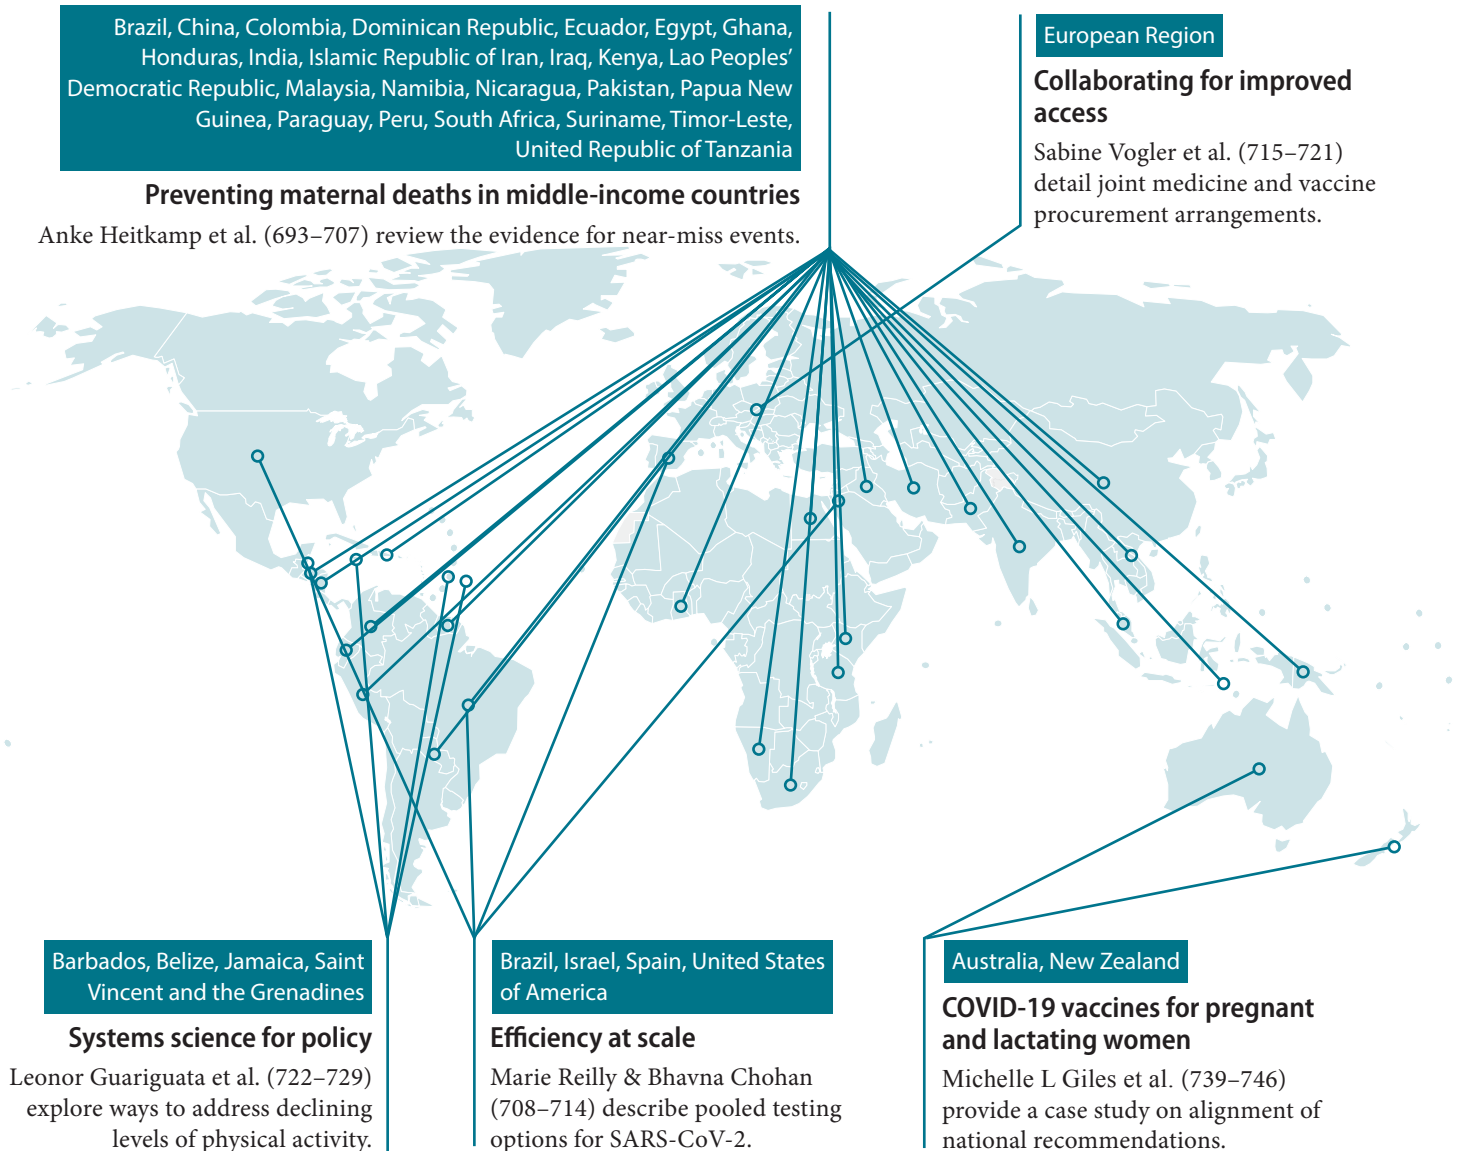 Brazil, China, Colombia, Dominican Republic, Ecuador, Egypt, Ghana,
Honduras, India, Islamic Republic of Iran, Iraq, Kenya, Lao Peoples’
Democratic Republic, Malaysia, Namibia, Nicaragua, Pakistan, Papua New
Guinea, Paraguay, Peru, South Africa, Suriname, Timor-Leste,
United Republic of Tanzania
Preventing maternal deaths in middle-income countries
Anke Heitkamp et al. (693–707) review the evidence for near-miss events.
European Region
Collaborating for improved
access
Sabine Vogler et al. (715–721)
detail joint medicine and vaccine
procurement arrangements.
Barbados, Belize, Jamaica, Saint
Vincent and the Grenadines
Systems science for policy
Leonor Guariguata et al. (722–729)
explore ways to address declining
levels of physical activity.
Brazil, Israel, Spain, United States
of America
Efficiency at scale
Marie Reilly & Bhavna Chohan
(708–714) describe pooled testing
options for SARS-CoV-2.
Australia, New Zealand
COVID-19 vaccines for pregnant
and lactating women
Michelle L Giles et al. (739–746)
provide a case study on alignment of
national recommendations.